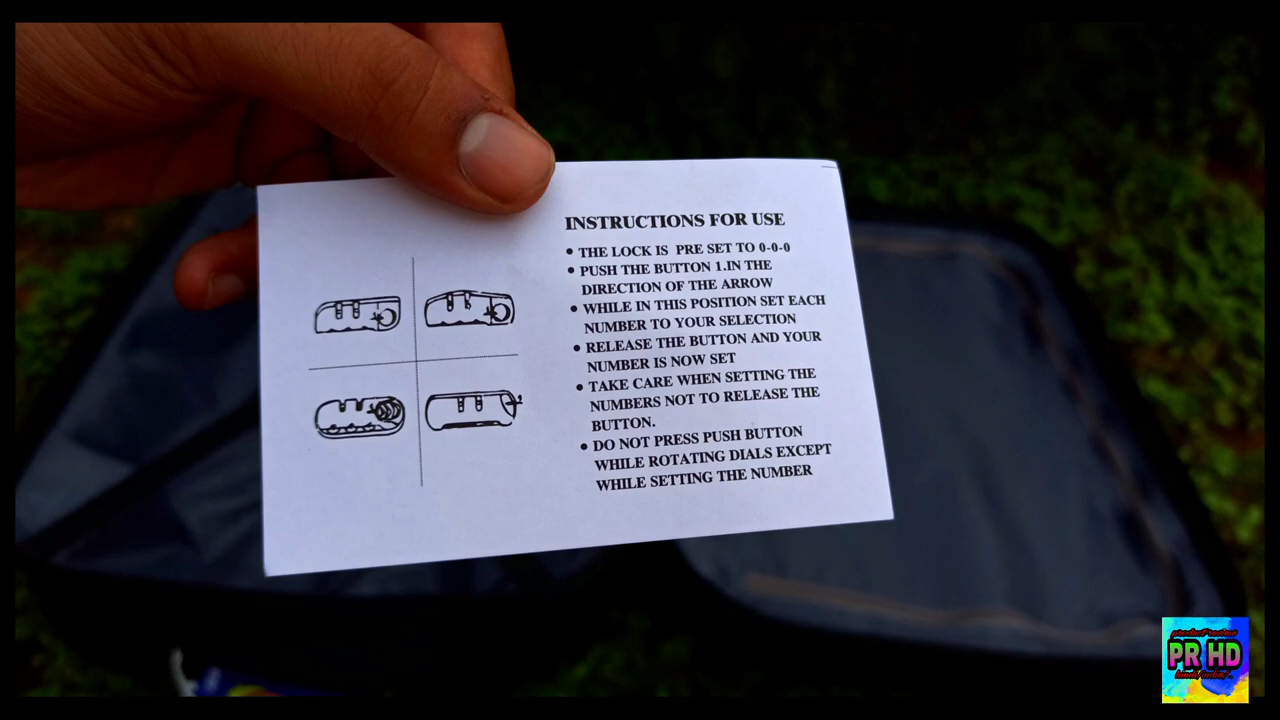 INSTRUCTIONS FOR USE
• THE LOCK IS PRE SET TO 0-0-0
• PUSH THE BUTTON 1.IN THE
DIRECTION OF THE ARROW
• WHILE IN THIS POSITION SET EACH
NUMBER TO YOUR SELECTION
• RELEASE THE BUTTON AND YOUR
NUMBER IS NOW SET
• TAKE CARE WHEN SETTING THE
NUMBERS NOT TO RELEASE THE
BUTTON.
• DO NOT PRESS PUSH BUTTON
WHILE ROTATING DIALS EXCEPT
WHILE SETTING THE NUMBER
PR HD